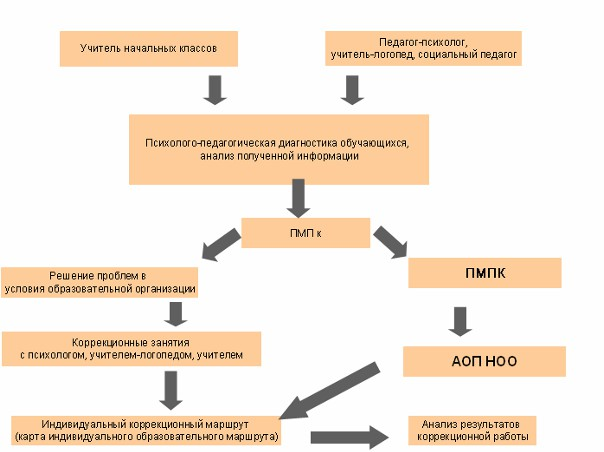 Учитель начальных классов
Педагог-психолог,
учитель-логопед, социальный педагог
Психолого-педагогическая диагностика обучающихся,
анализ полученной информации
ПМП к
Решение проблем в
условия образовательной организации
ПМПК
Коррекционные занятия
с психологом, учителем-логопедом, учителем
АОП НОО
Индивидуальный коррекционный маршрут
(карта индивидуального образовательного маршрута)
Анализ результатов
коррекционной работы